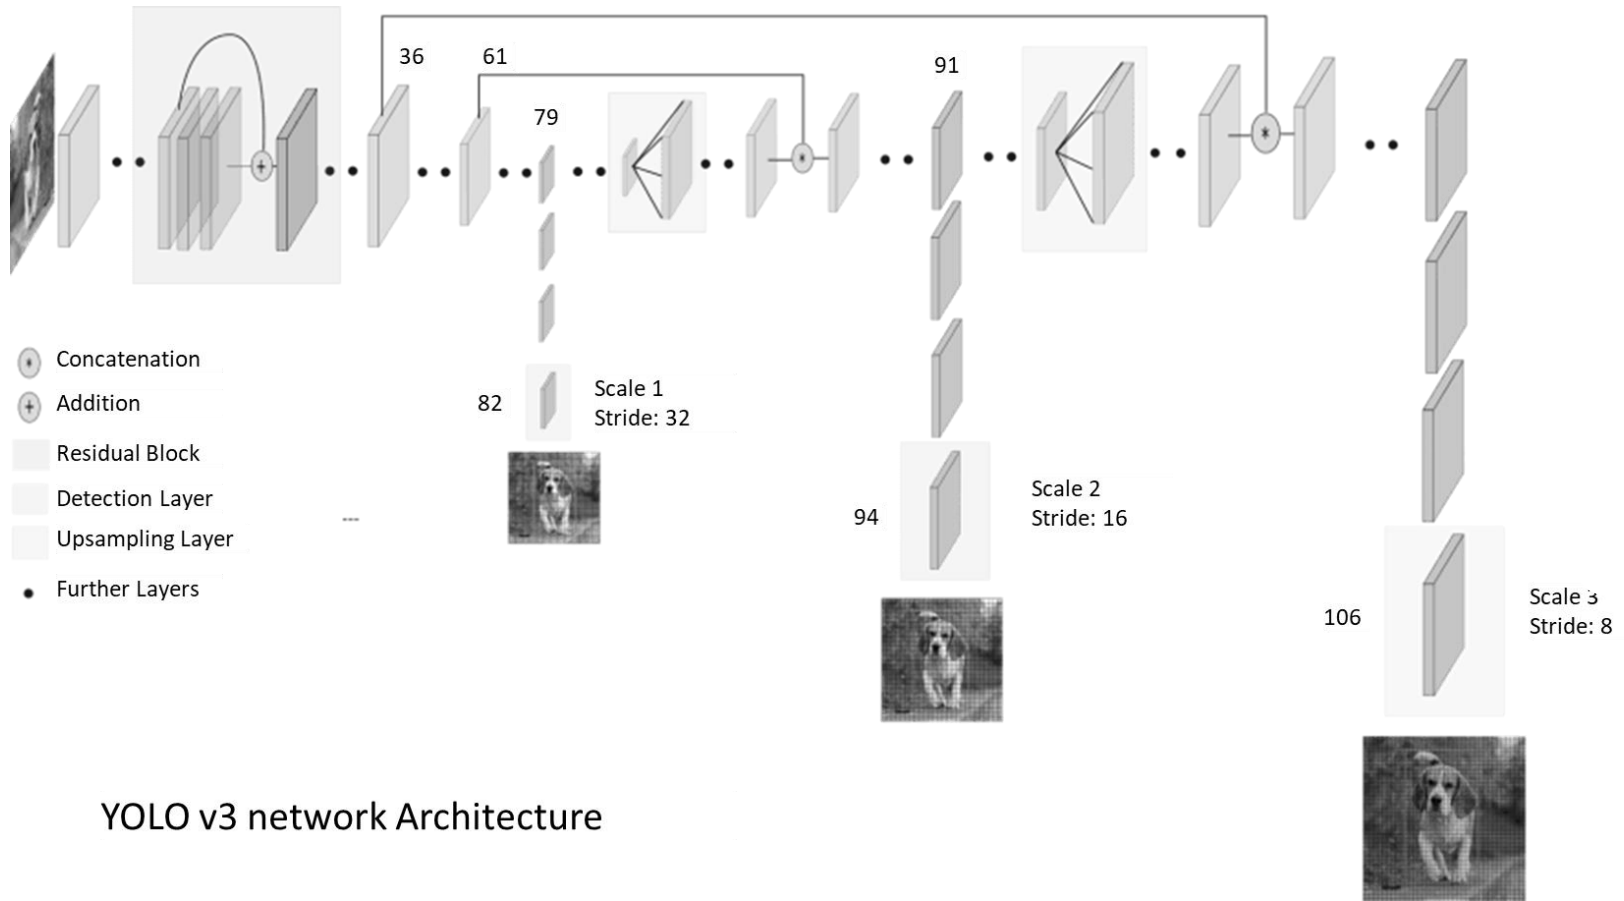 36
61
79
91
Concatenation
Addition
Residual Block
Detection Layer
Upsampling Layer
Further Layers
---
82
Scale 1
Stride: 32
94
Scale 2
Stride: 16
106
Scale 3
Stride: 8
YOLO v3 network Architecture